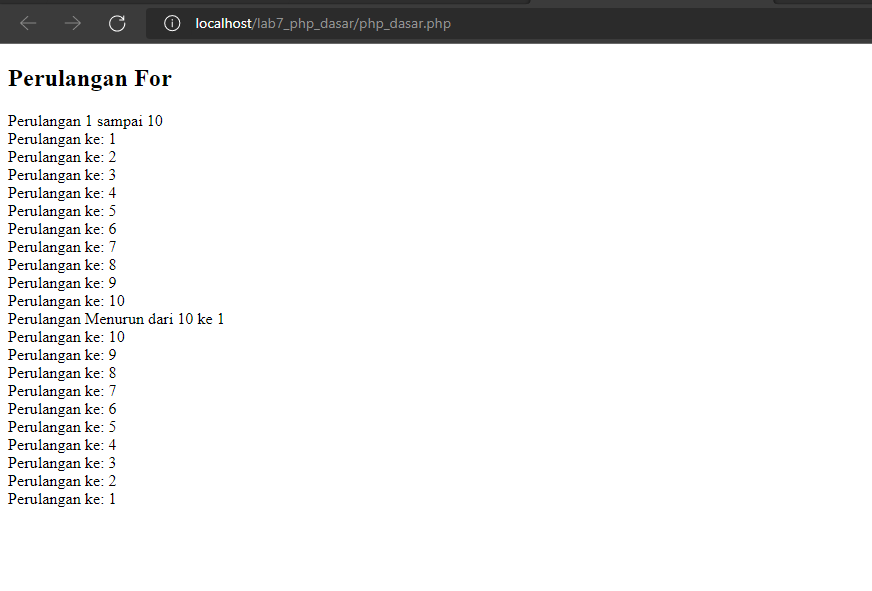 localhost/lab7_php_dasar/php_dasar.php
Perulangan For
Perulangan 1 sampai 10
Perulangan ke: 1
Perulangan ke: 2
Perulangan ke: 3
Perulangan ke: 4
Perulangan ke: 5
Perulangan ke: 6
Perulangan ke: 7
Perulangan ke: 8
Perulangan ke: 9
Perulangan ke: 10
Perulangan Menurun dari 10 ke 1
Perulangan ke: 10
Perulangan ke: 9
Perulangan ke: 8
Perulangan ke: 7
Perulangan ke: 6
Perulangan ke: 5
Perulangan ke: 4
Perulangan ke: 3
Perulangan ke: 2
Perulangan ke: 1